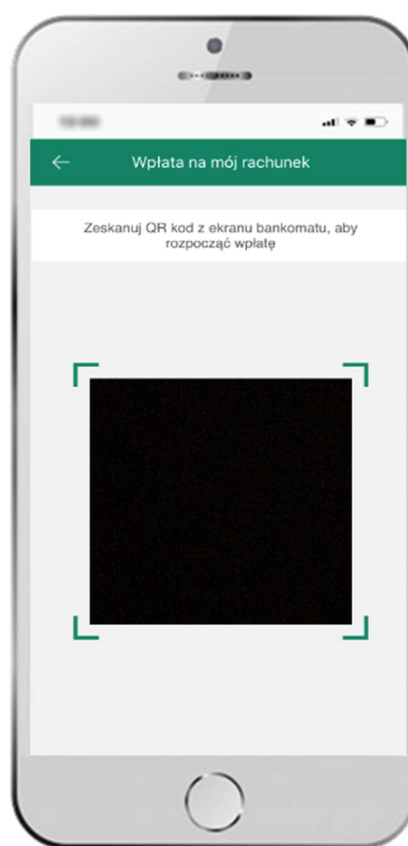 Wpłata na mój rachunek
Zeskanuj QR kod z ekranu bankomatu, aby
rozpocząć wpłatę